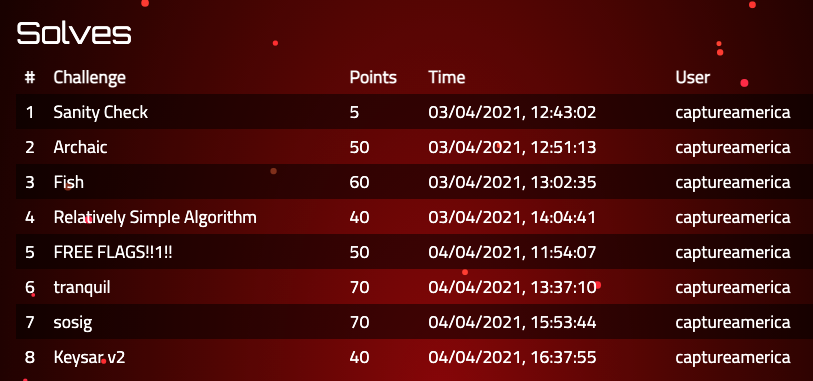 Solves
# Challenge Points Time User
1 Sanity Check 5 03/04/2021, 12:43:02 captureamerica
2 Archaic 50 03/04/2021, 12:51:13 captureamerica
3 Fish 60 03/04/2021, 13:02:35 captureamerica
4 Relatively Simple Algorithm 40 03/04/2021, 14:04:41 captureamerica
5 FREE FLAGS!!1!! 50 04/04/2021, 11:54:07 captureamerica
6 tranquil 70 04/04/2021, 13:37:10 captureamerica
7 sosig 70 04/04/2021, 15:53:44 captureamerica
8 Keysar v2 40 04/04/2021, 16:37:55 captureamerica